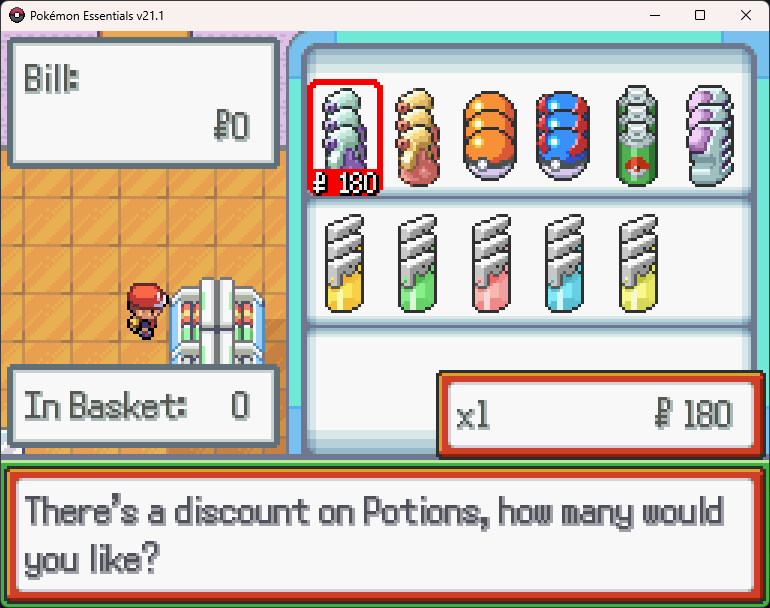 Pokémon Essentials v21.1
Bill:
₽0
₽ 180
In Basket: 0
x1 ₽ 180
There's a discount on Potions, how many would
you like?